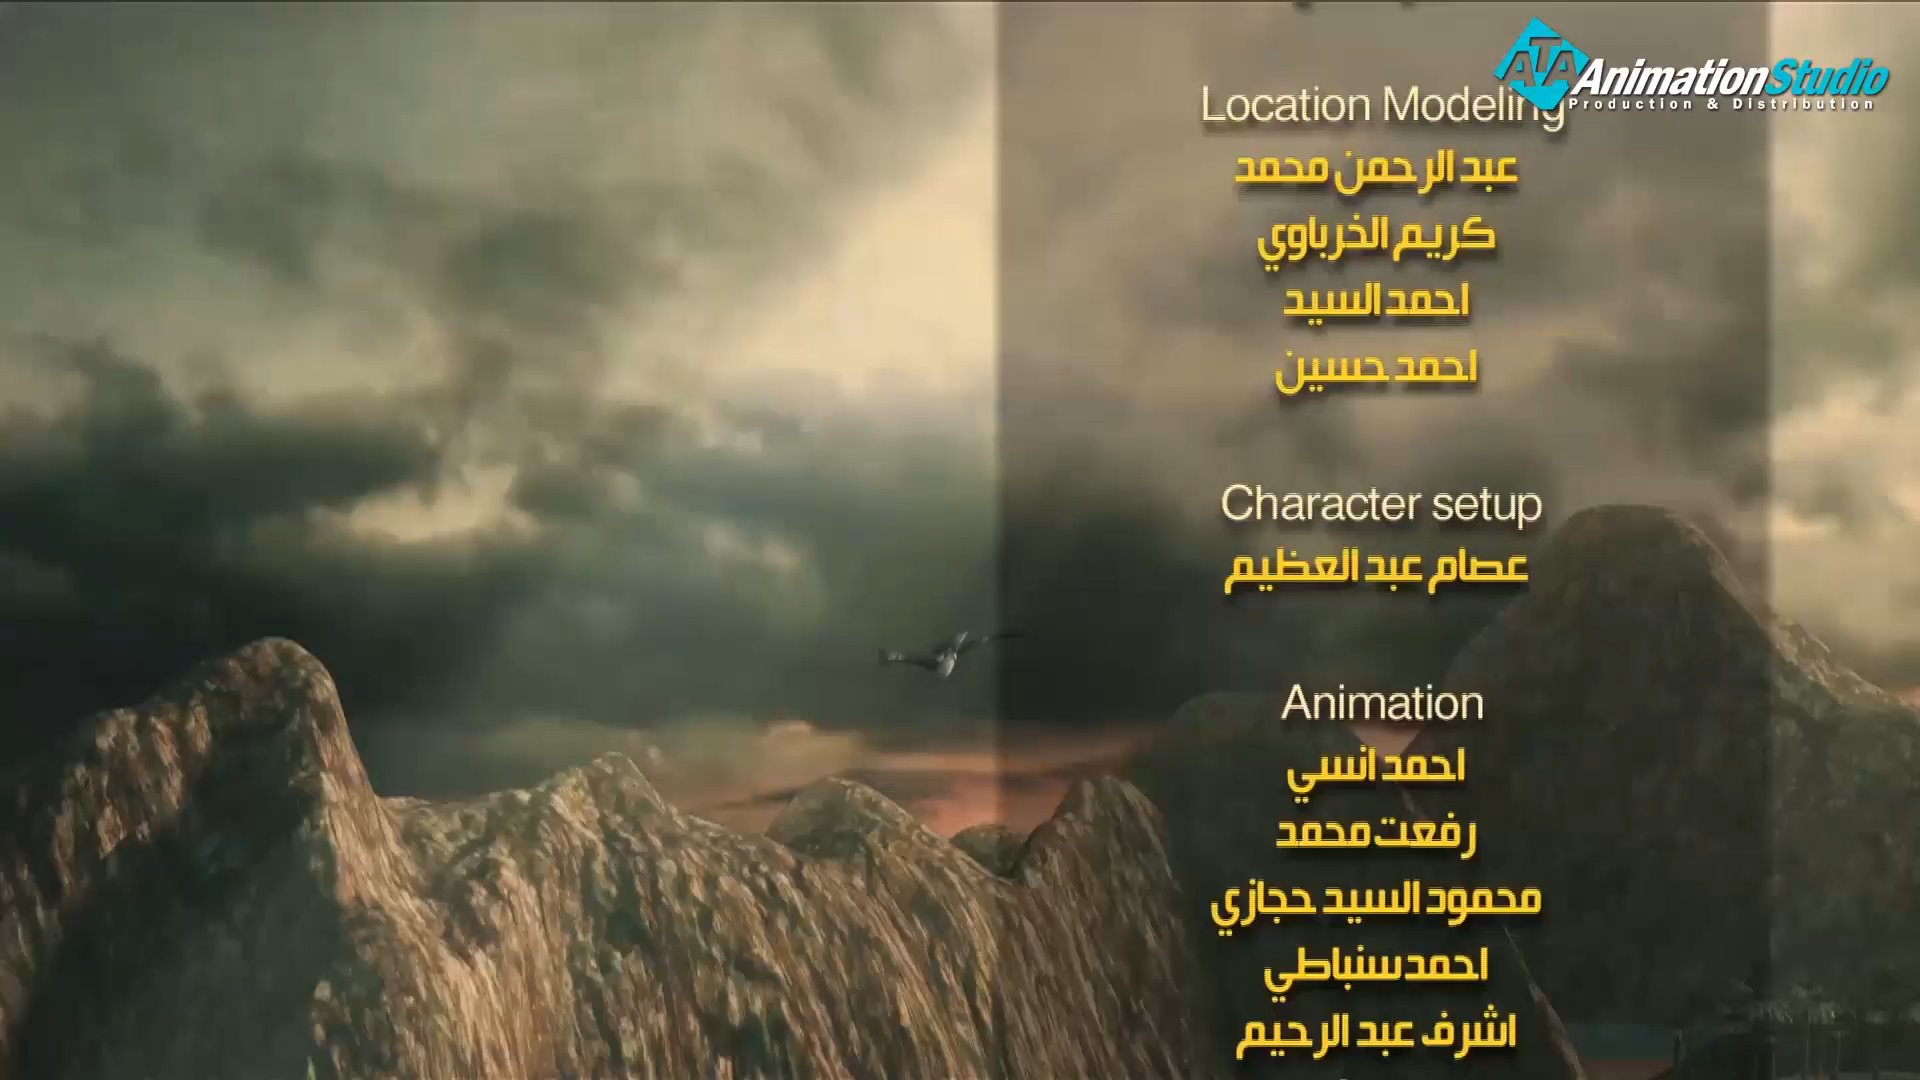 ATA AnimationStudio
Production & Distribution
Location Modeling
عبد الرحمن محمد
كريم الخرباوي
احمد السيد
احمد حسين
Character setup
عصام عبد العظيم
Animation
احمد انسي
رفعت محمد
محمود السيد حجازي
احمد سنباطي
اشرف عبد الرحيم